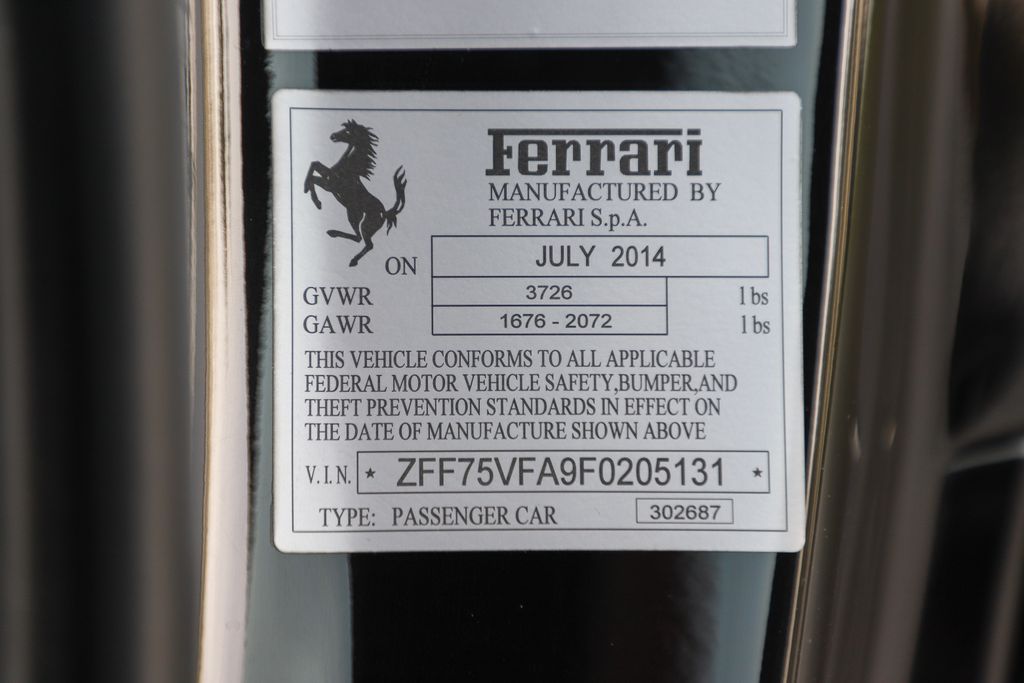 Ferrari
MANUFACTURED BY
FERRARI S.p.A.
ON JULY 2014
GVWR 3726 lbs
GAWR 1676 - 2072 lbs
THIS VEHICLE CONFORMS TO ALL APPLICABLE
FEDERAL MOTOR VEHICLE SAFETY,BUMPER,AND
THEFT PREVENTION STANDARDS IN EFFECT ON
THE DATE OF MANUFACTURE SHOWN ABOVE
V.I.N. * ZFF75VFA9F0205131 *
TYPE: PASSENGER CAR 302687